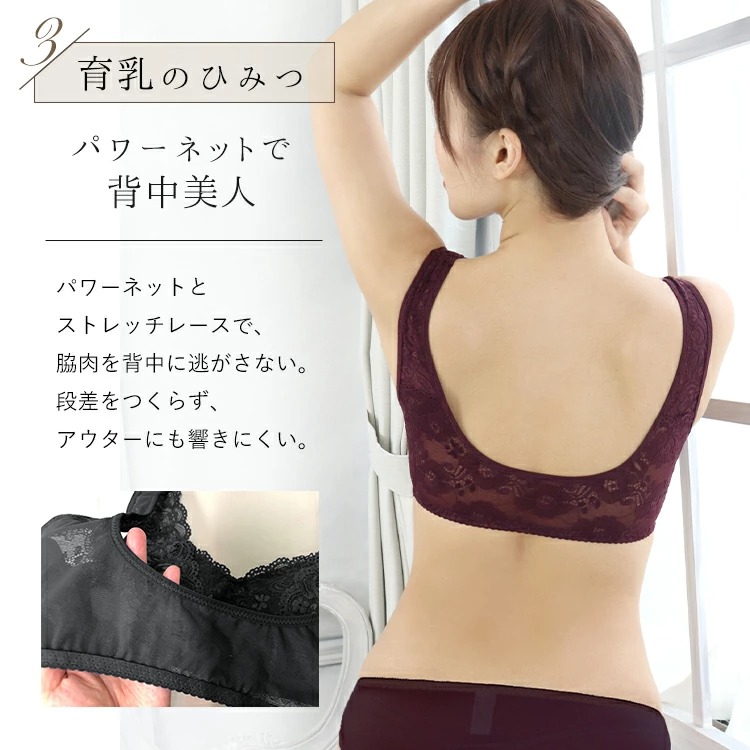 3
育乳のひみつ
パワーネットで
背中美人
パワーネットと
ストレッチレースで、
脇肉を背中に逃がさない。
段差をつくらず、
アウターにも響きにくい。